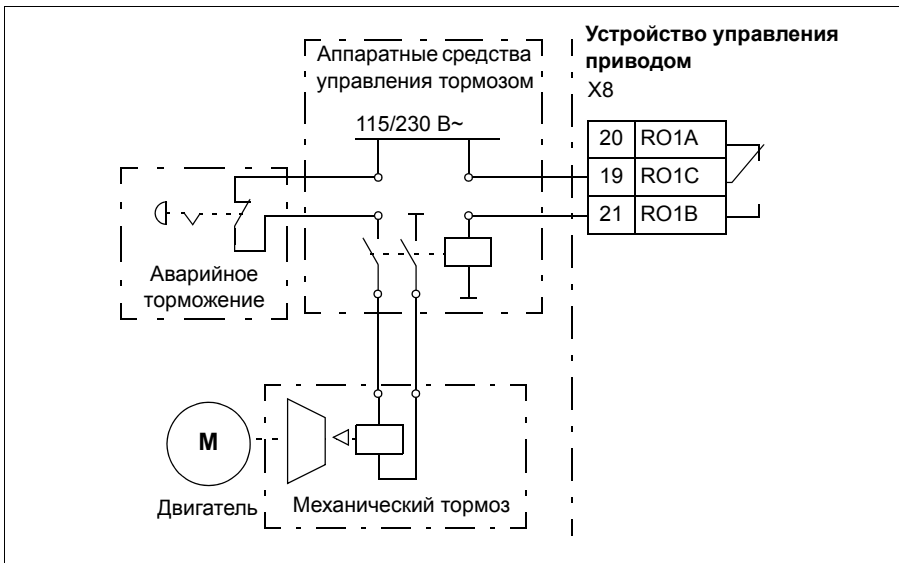 Аппаратные средства
управления тормозом
115/230 В~
Устройство управления
приводом
X8
20 RO1A
19 RO1C
21 RO1B
Аварийное
торможение
M
Двигатель
Механический тормоз